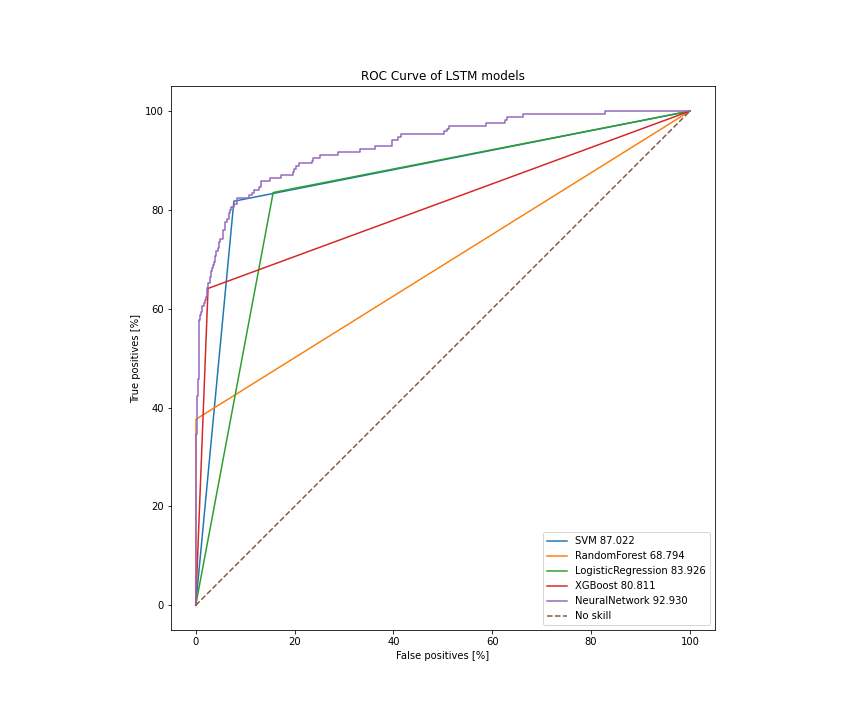 ROC Curve of LSTM models
True positives [%]
100
80
60
40
20
0
0 20 40 60 80 100
False positives [%]
SVM 87.022
RandomForest 68.794
LogisticRegression 83.926
XGBoost 80.811
NeuralNetwork 92.930
No skill